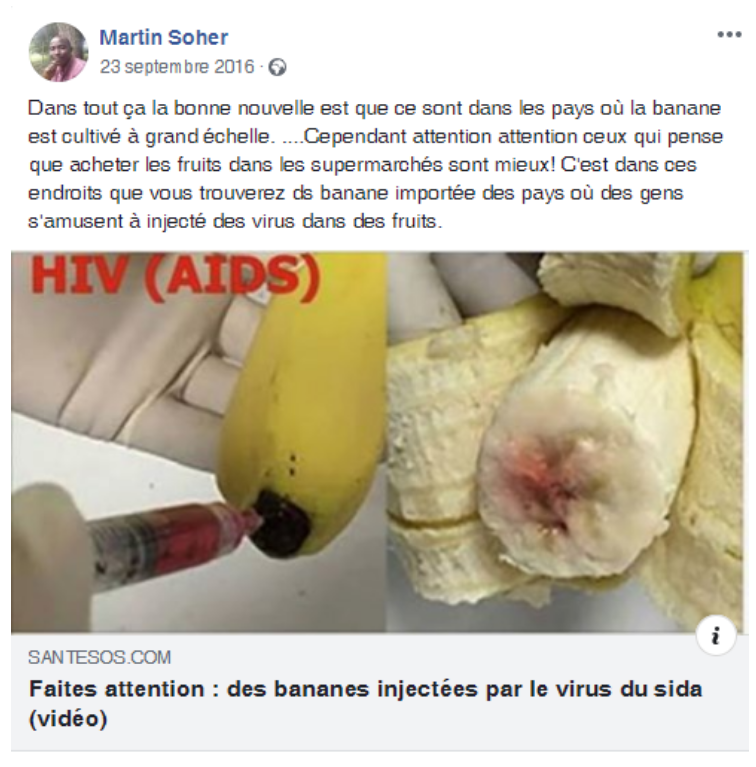 Martin Soher
23 septembre 2016 ·
Dans tout ça la bonne nouvelle est que ce sont dans les pays où la banane
est cultivé à grand échelle. ....Cependant attention attention ceux qui pense
que acheter les fruits dans les supermarchés sont mieux! C'est dans ces
endroits que vous trouverez ds banane importée des pays où des gens
s'amusent à injecté des virus dans des fruits.
HIV (AIDS)
i
SANTESOS.COM
Faites attention : des bananes injectées par le virus du sida
(vidéo)